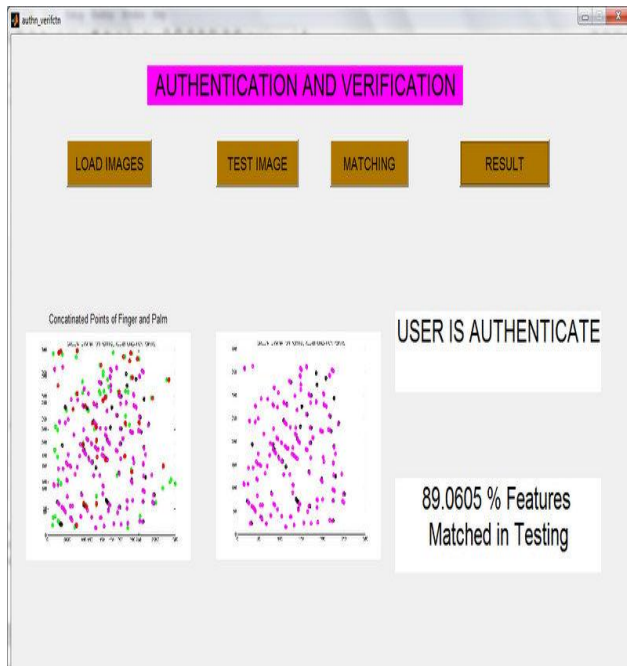 authn_verifctn
AUTHENTICATION AND VERIFICATION
LOAD IMAGES
TEST IMAGE
MATCHING
RESULT
Concatinated Points of Finger and Palm
USER IS AUTHENTICATE
89.0605 % Features
Matched in Testing